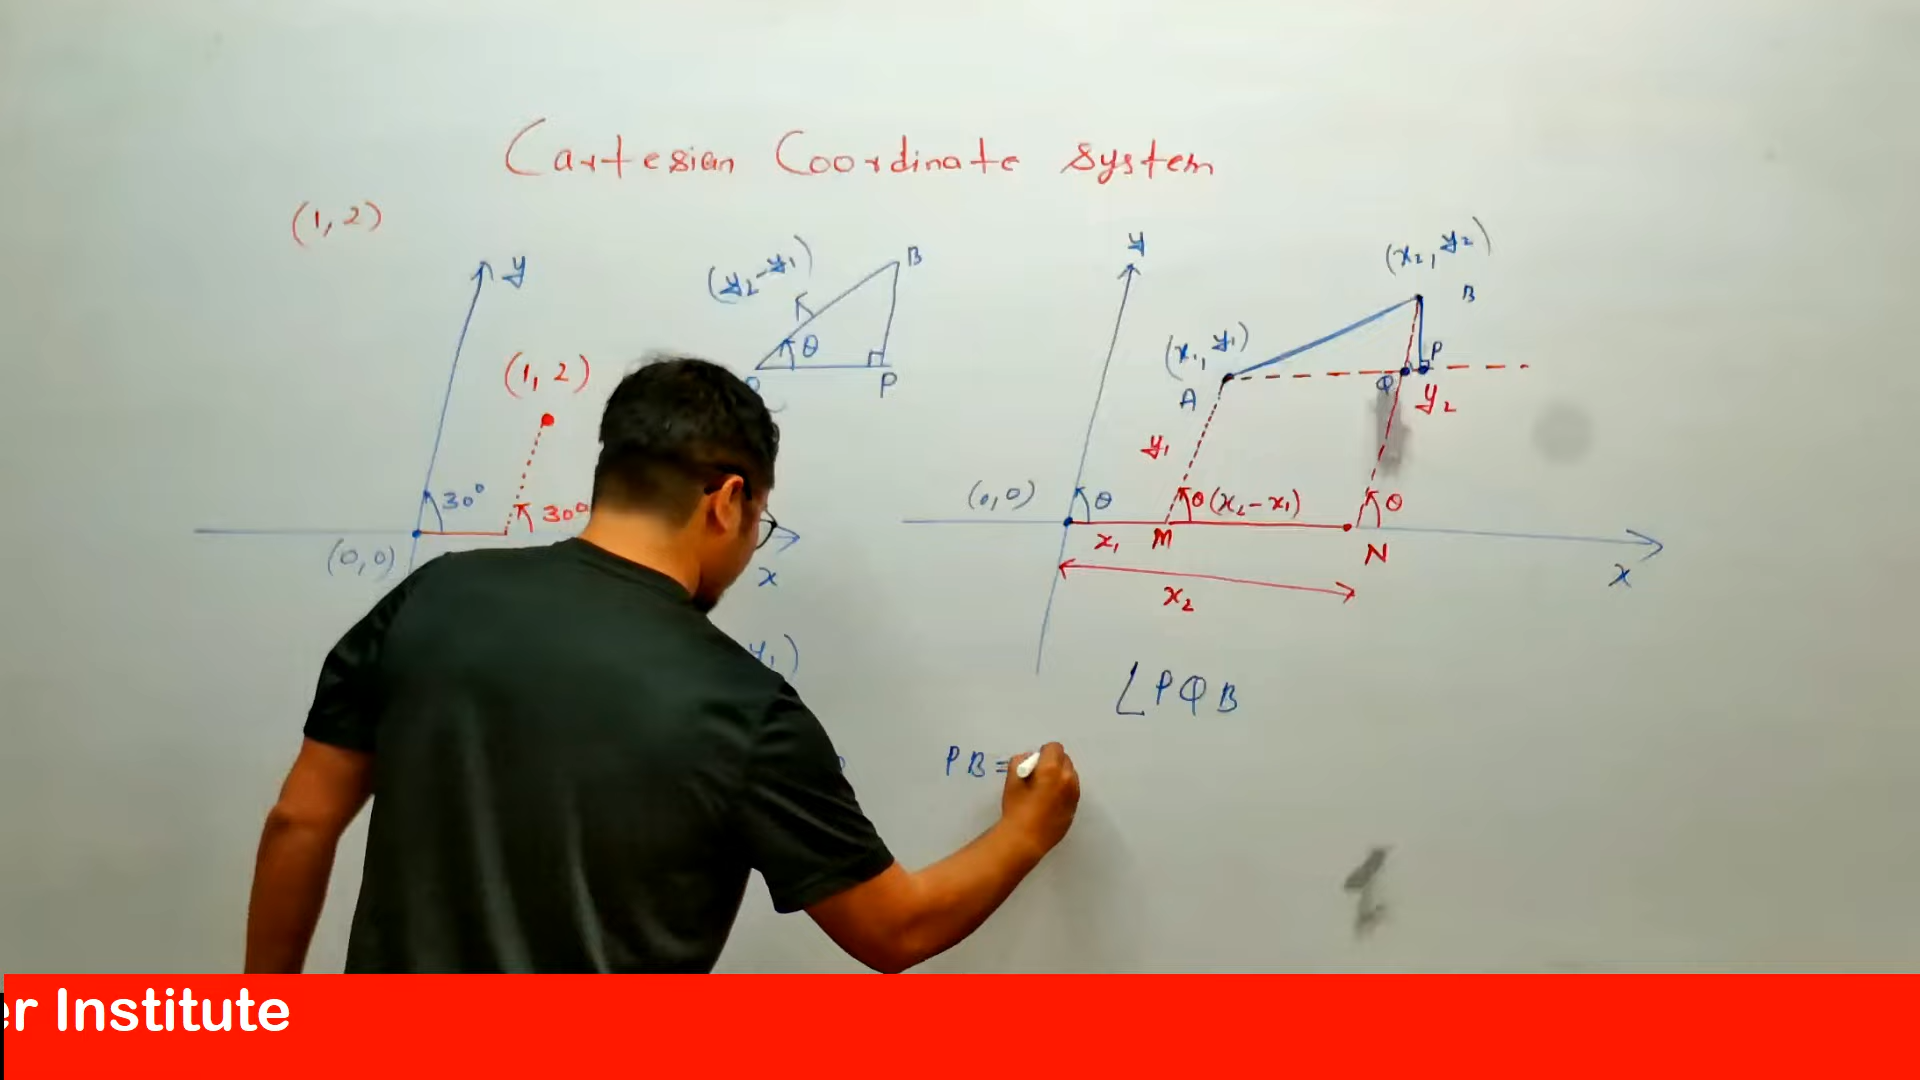 Cartesian Coordinate system
(1, 2)
y
(y₂-y₁)
B
θ
P
(1, 2)
30°
30°
(0, 0)
x
y₁)
y
(x₂, y₂)
B
(x₁, y₁)
A
P
Q
y₂
y₁
(0, 0)
θ
θ
(x₂-x₁)
θ
x₁
M
N
x₂
x
∠PQB
PB=
er Institute